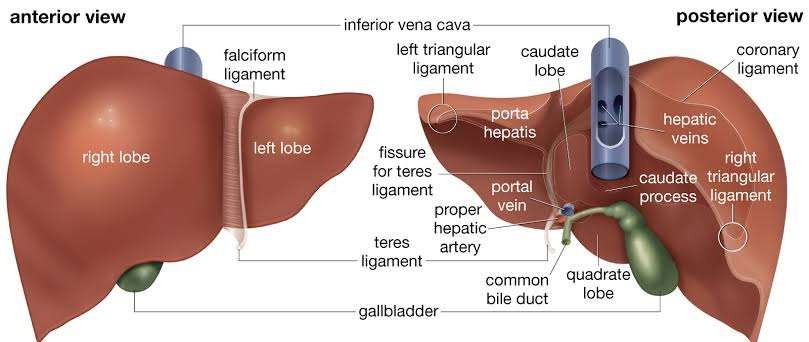 anterior view
inferior vena cava
posterior view
falciform
ligament
left triangular
ligament
caudate
lobe
coronary
ligament
right lobe
left lobe
porta
hepatis
hepatic
veins
fissure
for teres
ligament
portal
vein
caudate
process
right
triangular
ligament
proper
hepatic
artery
teres
ligament
common
bile duct
quadrate
lobe
gallbladder